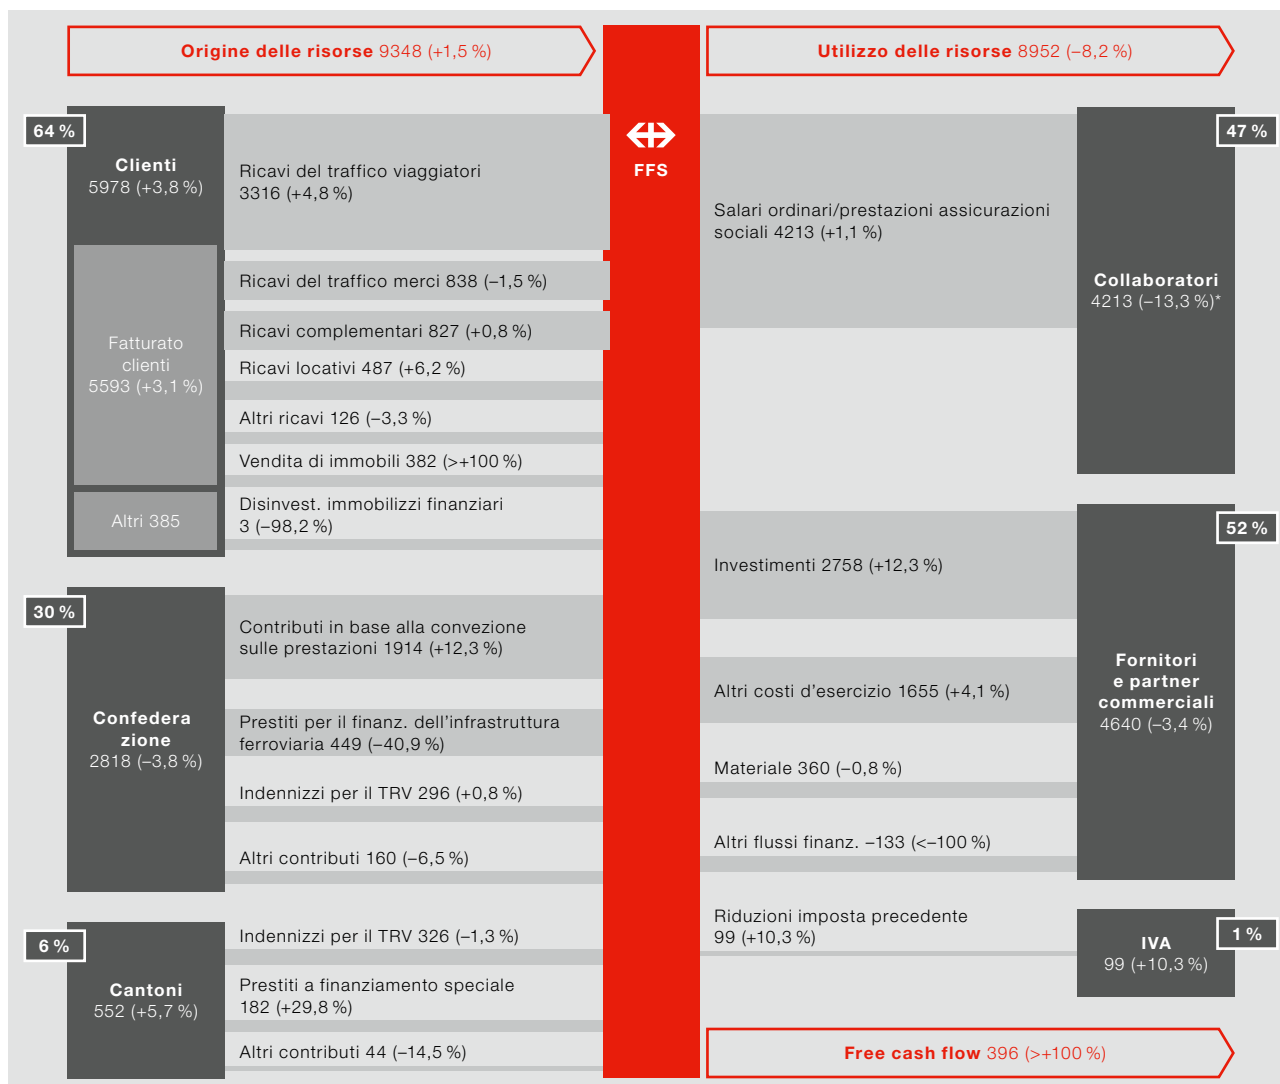 Origine delle risorse 9348 (+1,5 %)
64 %
Clienti
5978 (+3,8 %)
Fatturato
clienti
5593 (+3,1 %)
Altri 385
Ricavi del traffico viaggiatori
3316 (+4,8 %)
Ricavi del traffico merci 838 (–1,5 %)
Ricavi complementari 827 (+0,8 %)
Ricavi locativi 487 (+6,2 %)
Altri ricavi 126 (–3,3 %)
Vendita di immobili 382 (>+100 %)
Disinvest. immobilizzi finanziari
3 (–98,2 %)
30 %
Confedera
zione
2818 (–3,8 %)
Contributi in base alla convezione
sulle prestazioni 1914 (+12,3 %)
Prestiti per il finanz. dell’infrastruttura
ferroviaria 449 (–40,9 %)
Indennizzi per il TRV 296 (+0,8 %)
Altri contributi 160 (–6,5 %)
6 %
Cantoni
552 (+5,7 %)
Indennizzi per il TRV 326 (–1,3 %)
Prestiti a finanziamento speciale
182 (+29,8 %)
Altri contributi 44 (–14,5 %)
FFS
Utilizzo delle risorse 8952 (–8,2 %)
Salari ordinari/prestazioni assicurazioni
sociali 4213 (+1,1 %)
47 %
Collaboratori
4213 (–13,3 %)*
Investimenti 2758 (+12,3 %)
Altri costi d’esercizio 1655 (+4,1 %)
Materiale 360 (–0,8 %)
Altri flussi finanz. –133 (<–100 %)
52 %
Fornitori
e partner
commerciali
4640 (–3,4 %)
Riduzioni imposta precedente
99 (+10,3 %)
1 %
IVA
99 (+10,3 %)
Free cash flow 396 (>+100 %)